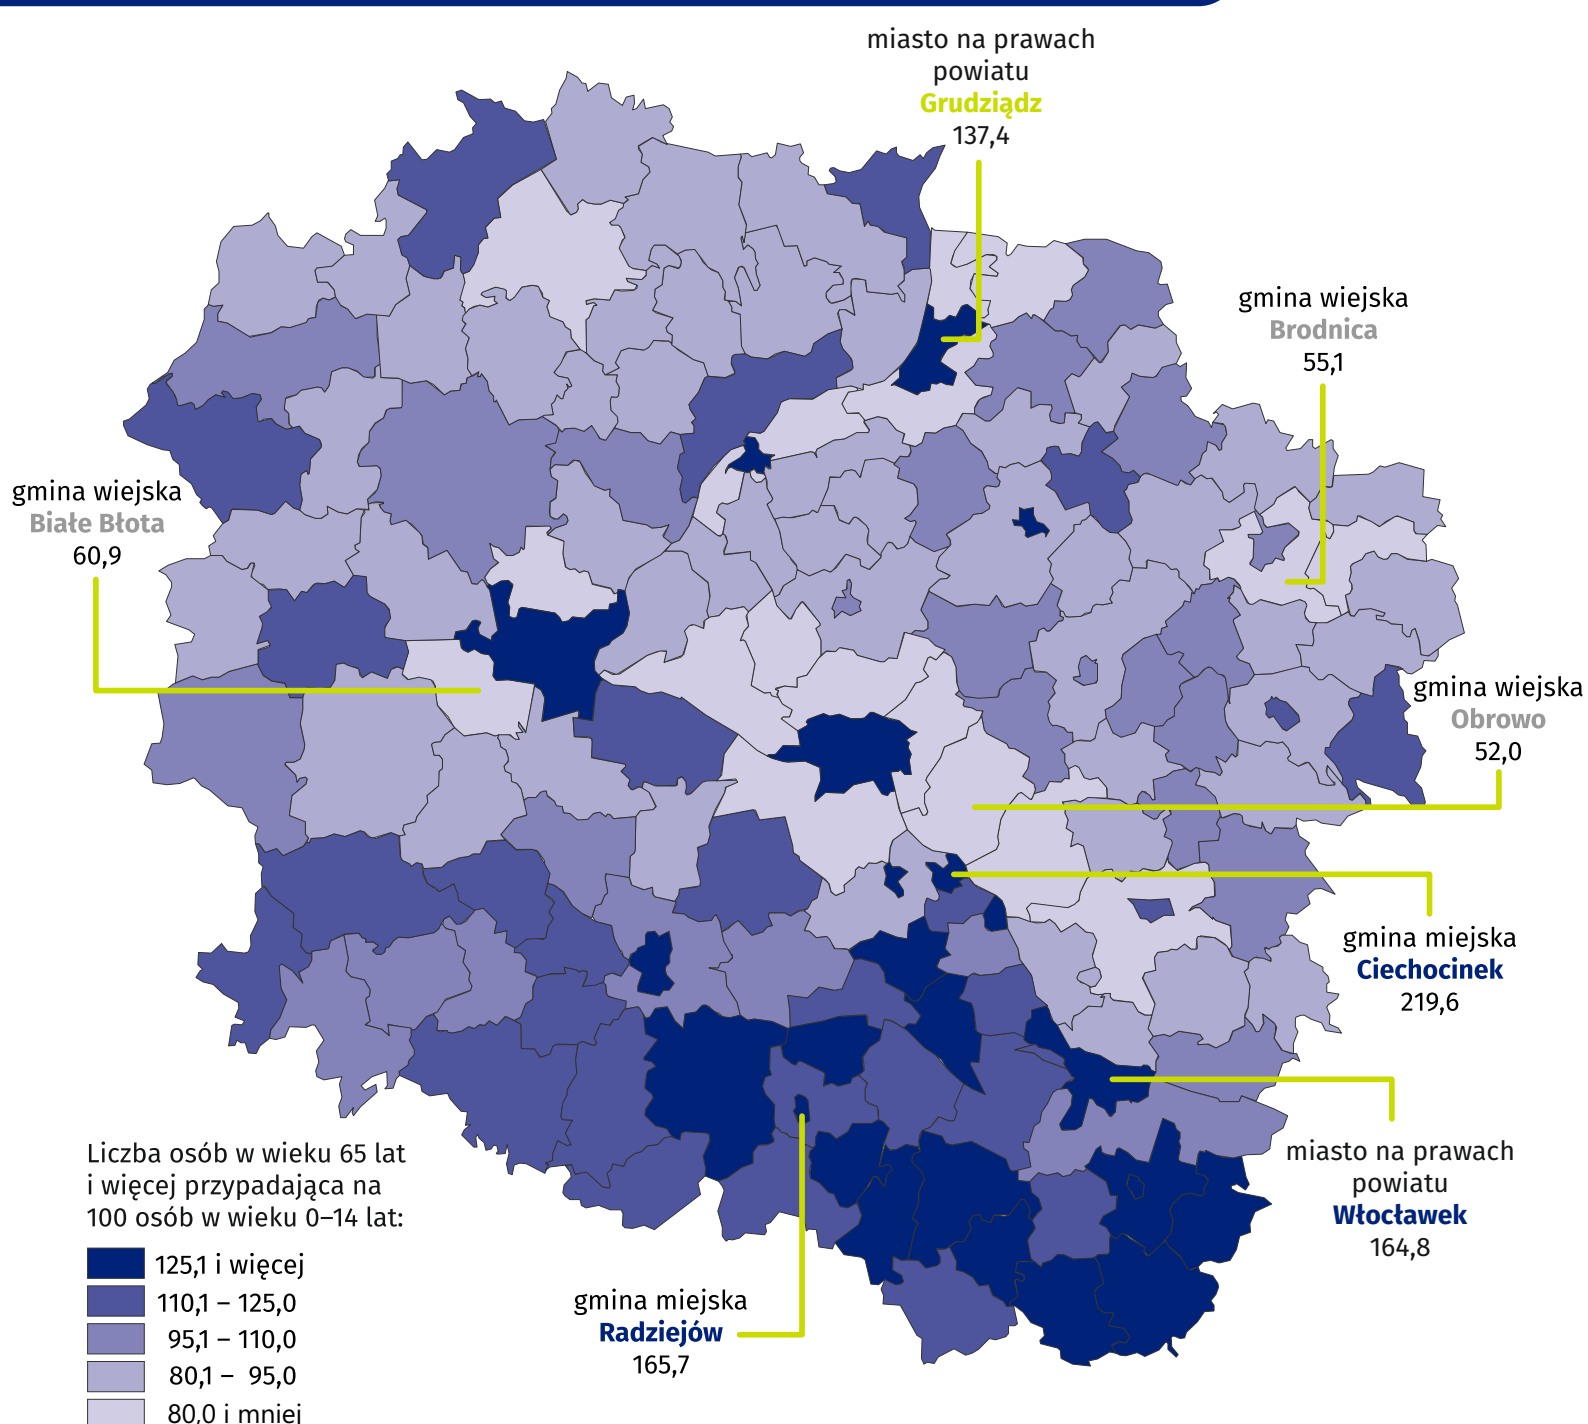 miasto na prawach
powiatu
Grudziądz
137,4
gmina wiejska
Brodnica
55,1
gmina wiejska
Białe Błota
60,9
gmina wiejska
Obrowo
52,0
gmina miejska
Ciechocinek
219,6
miasto na prawach
powiatu
Włocławek
164,8
gmina miejska
Radziejów
165,7
Liczba osób w wieku 65 lat
i więcej przypadająca na
100 osób w wieku 0–14 lat:
125,1 i więcej
110,1 – 125,0
95,1 – 110,0
80,1 – 95,0
80,0 i mniej